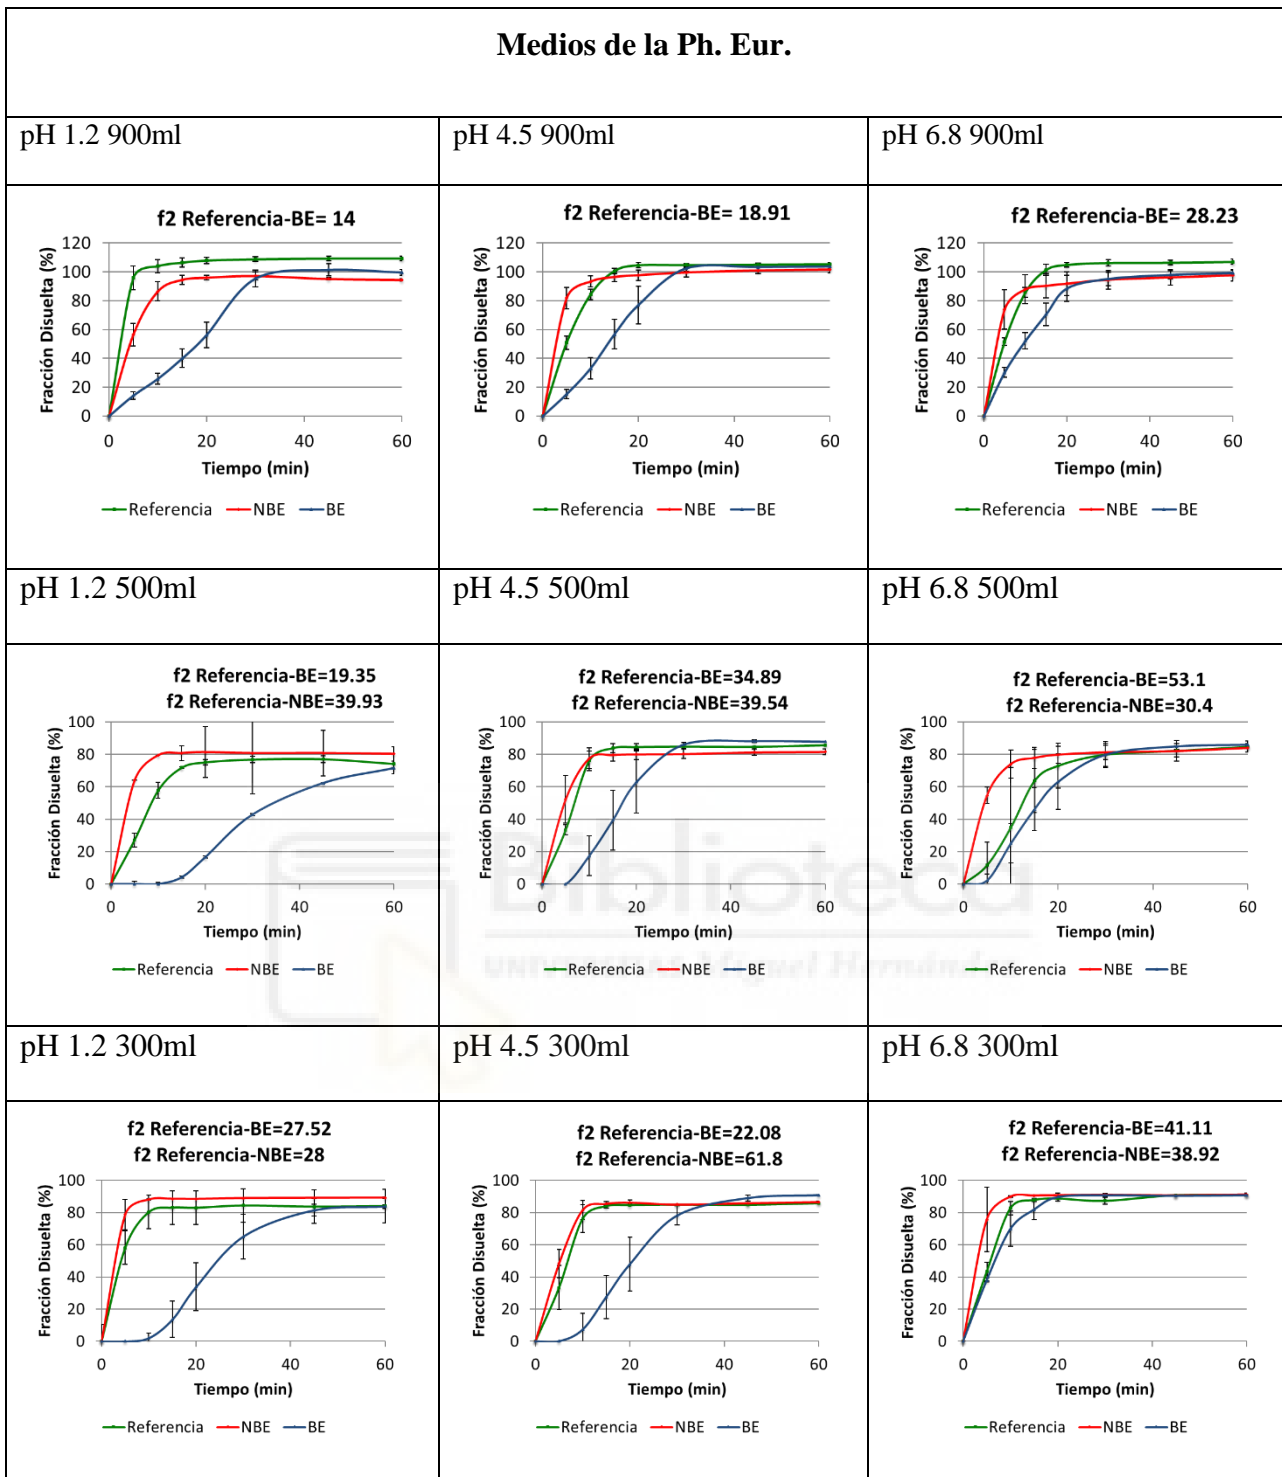 Medios de la Ph. Eur.
pH 1.2 900ml
pH 4.5 900ml
pH 6.8 900ml
f2 Referencia-BE= 14
Fracción Disuelta (%)
120
100
80
60
40
20
0
0 20 40 60
Tiempo (min)
Referencia NBE BE
f2 Referencia-BE= 18.91
Fracción Disuelta (%)
120
100
80
60
40
20
0
0 20 40 60
Tiempo (min)
Referencia NBE BE
f2 Referencia-BE= 28.23
Fracción Disuelta (%)
120
100
80
60
40
20
0
0 20 40 60
Tiempo (min)
Referencia NBE BE
pH 1.2 500ml
pH 4.5 500ml
pH 6.8 500ml
f2 Referencia-BE=19.35
f2 Referencia-NBE=39.93
Fracción Disuelta (%)
100
80
60
40
20
0
0 20 40 60
Tiempo (min)
Referencia NBE BE
f2 Referencia-BE=34.89
f2 Referencia-NBE=39.54
Fracción Disuelta (%)
100
80
60
40
20
0
0 20 40 60
Tiempo (min)
Referencia NBE BE
f2 Referencia-BE=53.1
f2 Referencia-NBE=30.4
Fracción Disuelta (%)
100
80
60
40
20
0
0 20 40 60
Tiempo (min)
Referencia NBE BE
Biblioteca
UNIVERSITAS Miguel Hernández
pH 1.2 300ml
pH 4.5 300ml
pH 6.8 300ml
f2 Referencia-BE=27.52
f2 Referencia-NBE=28
Fracción Disuelta (%)
100
80
60
40
20
0
0 20 40 60
Tiempo (min)
Referencia NBE BE
f2 Referencia-BE=22.08
f2 Referencia-NBE=61.8
Fracción Disuelta (%)
100
80
60
40
20
0
0 20 40 60
Tiempo (min)
Referencia NBE BE
f2 Referencia-BE=41.11
f2 Referencia-NBE=38.92
Fracción Disuelta (%)
100
80
60
40
20
0
0 20 40 60
Tiempo (min)
Referencia NBE BE